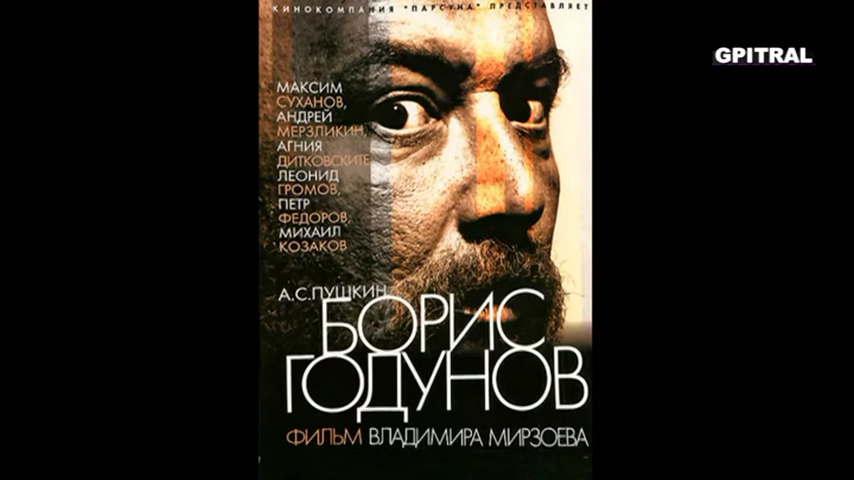 КИНОКОМПАНИЯ "ПАРСУНА" ПРЕДСТАВЛЯЕТ
GPITRAL
МАКСИМ
СУХАНОВ,
АНДРЕЙ
МЕРЗЛИКИН,
АГНИЯ
ДИТКОВСКИТЕ,
ЛЕОНИД
ГРОМОВ,
ПЕТР
ФЕДОРОВ,
МИХАИЛ
КОЗАКОВ
А.С.ПУШКИН
БОРИС
ГОДУНОВ
ФИЛЬМ ВЛАДИМИРА МИРЗОЕВА